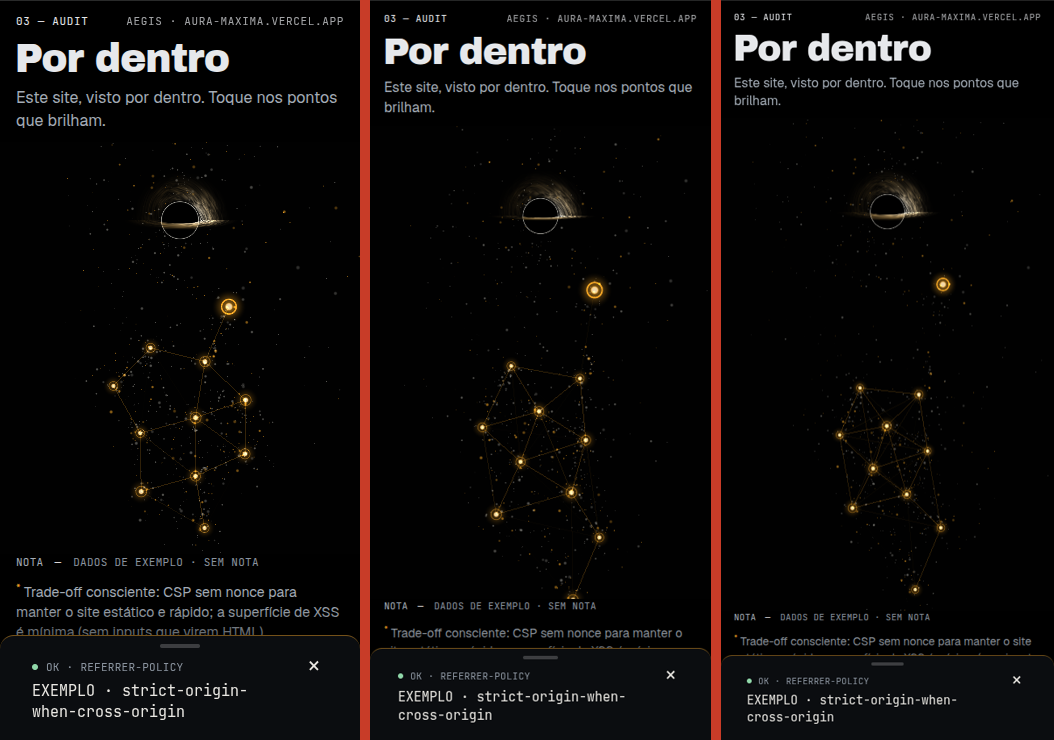 03 — AUDIT
AEGIS · AURA-MAXIMA.VERCEL.APP
Por dentro
Este site, visto por dentro. Toque nos pontos
que brilham.
NOTA — DADOS DE EXEMPLO · SEM NOTA
* Trade-off consciente: CSP sem nonce para
manter o site estático e rápido; a superfície de XSS
é mínima (sem inputs que virem HTML)
OK · REFERRER-POLICY
×
EXEMPLO · strict-origin-
when-cross-origin
03 — AUDIT
AEGIS · AURA-MAXIMA.VERCEL.APP
Por dentro
Este site, visto por dentro. Toque nos pontos que
brilham.
NOTA — DADOS DE EXEMPLO · SEM NOTA
* Trade-off consciente: CSP sem nonce para manter o
OK · REFERRER-POLICY
×
EXEMPLO · strict-origin-when-
cross-origin
03 — AUDIT
AEGIS · AURA-MAXIMA.VERCEL.APP
Por dentro
Este site, visto por dentro. Toque nos pontos que
brilham.
NOTA — DADOS DE EXEMPLO · SEM NOTA
* Trade-off consciente: CSP sem nonce para manter o site
OK · REFERRER-POLICY
×
EXEMPLO · strict-origin-when-
cross-origin